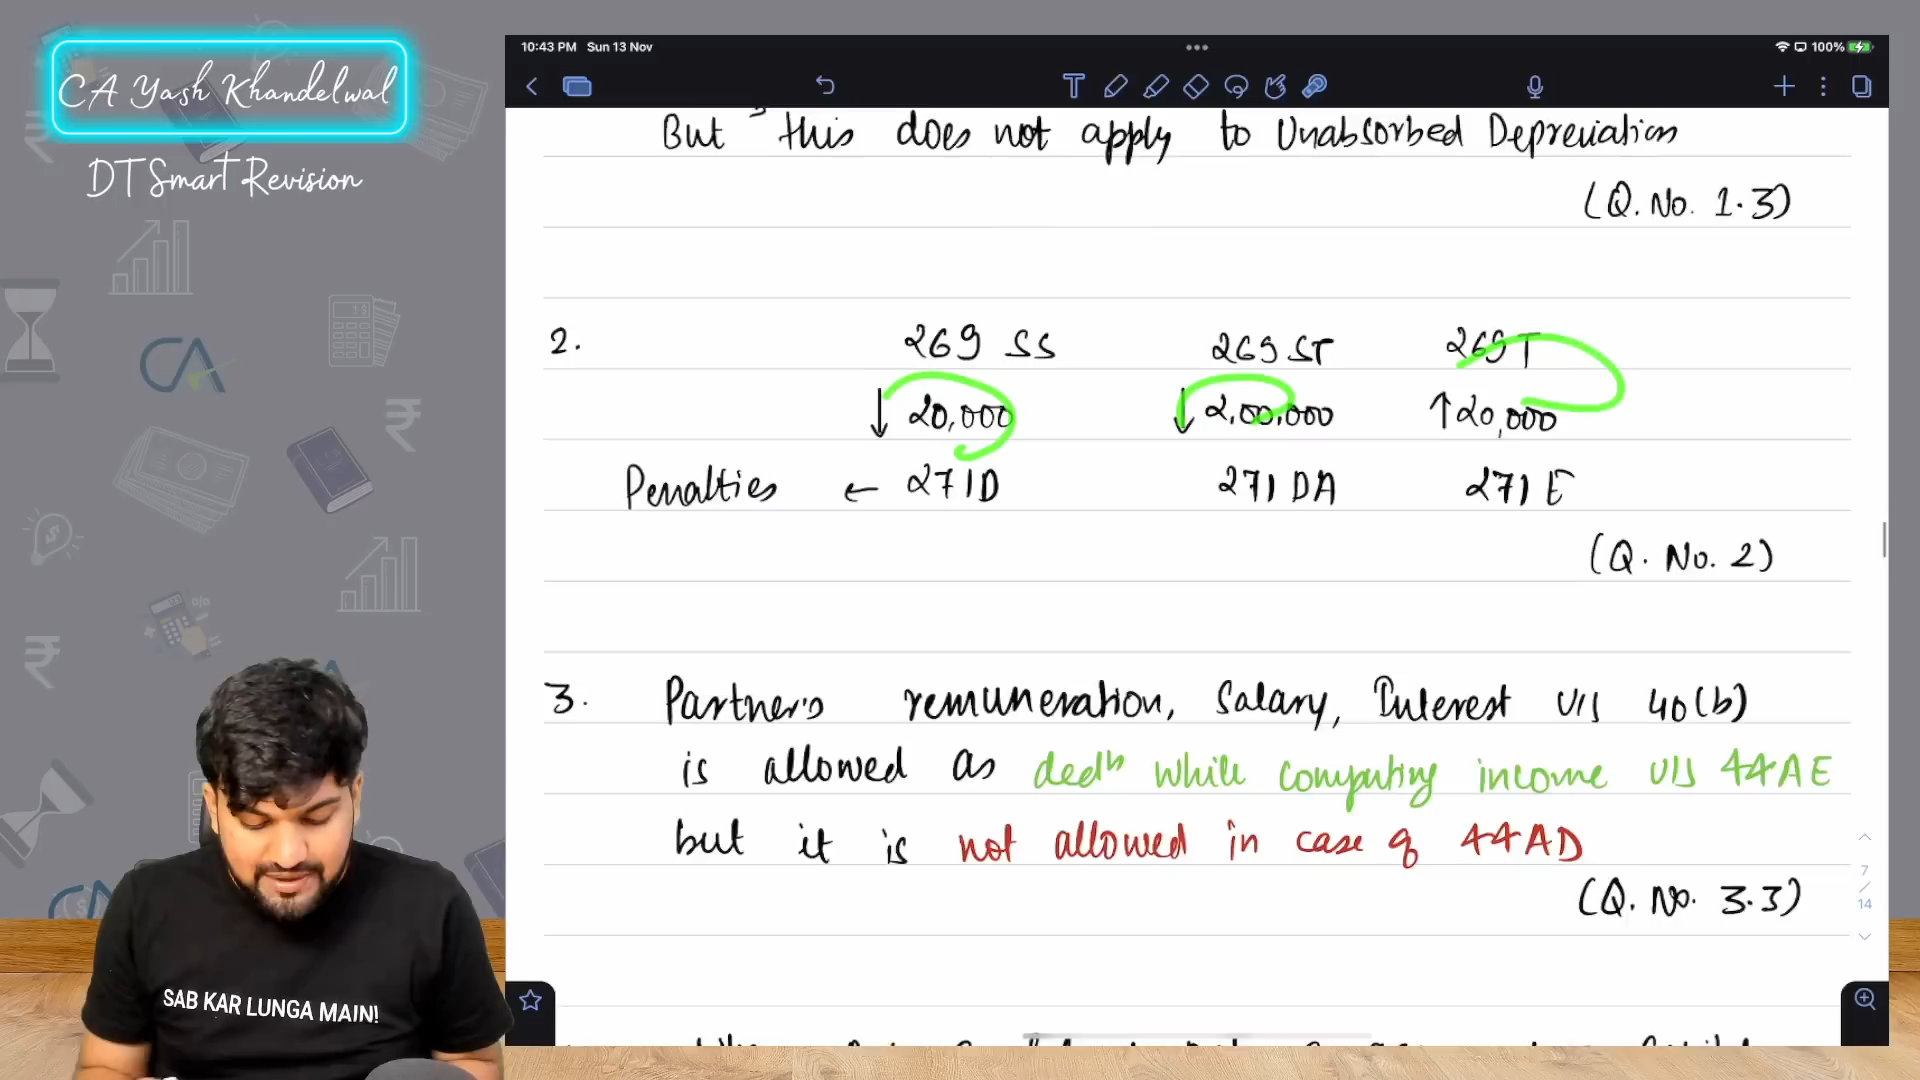 CA Yash Khandelwal
DT Smart Revision
10:43 PM Sun 13 Nov
100%
But this does not apply to Unabsorbed Depreciation
(Q. No. 1.3)
2. 269 SS 269 ST 269 T
↓ 20,000 ↓ 2,00,000 ↑ 20,000
Penalties ← 271D 271 DA 271 E
(Q. No. 2)
3. Partner's remuneration, Salary, Interest U/S 40(b)
is allowed as dedⁿ while computing income U/S 44AE
but it is not allowed in case of 44AD
(Q. No. 3.3)
7
/
14
SAB KAR LUNGA MAIN!